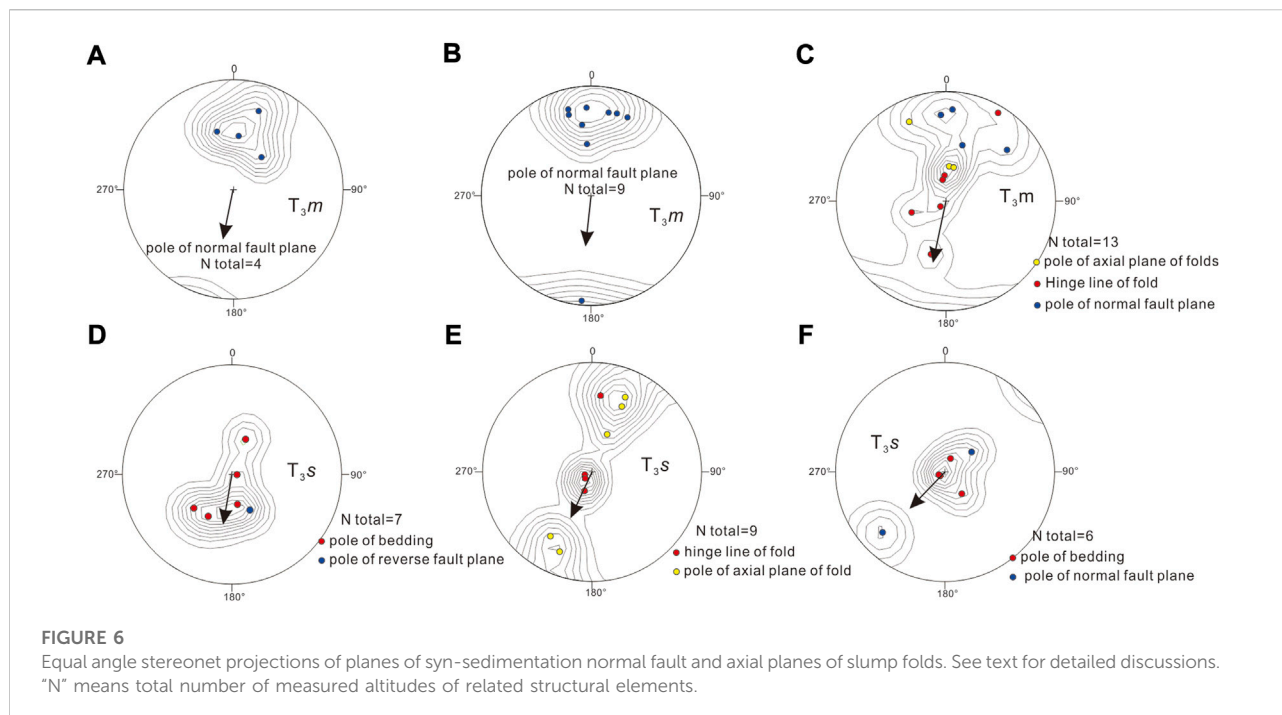 A
0
270°
90°
T₃m
pole of normal fault plane
N total=4
180°
B
0
pole of normal fault plane
N total=9
270°
90°
T₃m
180°
C
0
270°
90°
T₃m
N total=13
pole of axial plane of folds
Hinge line of fold
pole of normal fault plane
180°
D
0
270°
90°
T₃s
N total=7
pole of bedding
pole of reverse fault plane
180°
E
0
270°
90°
T₃s
N total=9
hinge line of fold
pole of axial plane of fold
180°
F
0
T₃s
270°
90°
N total=6
pole of bedding
pole of normal fault plane
180°
FIGURE 6
Equal angle stereonet projections of planes of syn-sedimentation normal fault and axial planes of slump folds. See text for detailed discussions.
“N” means total number of measured altitudes of related structural elements.